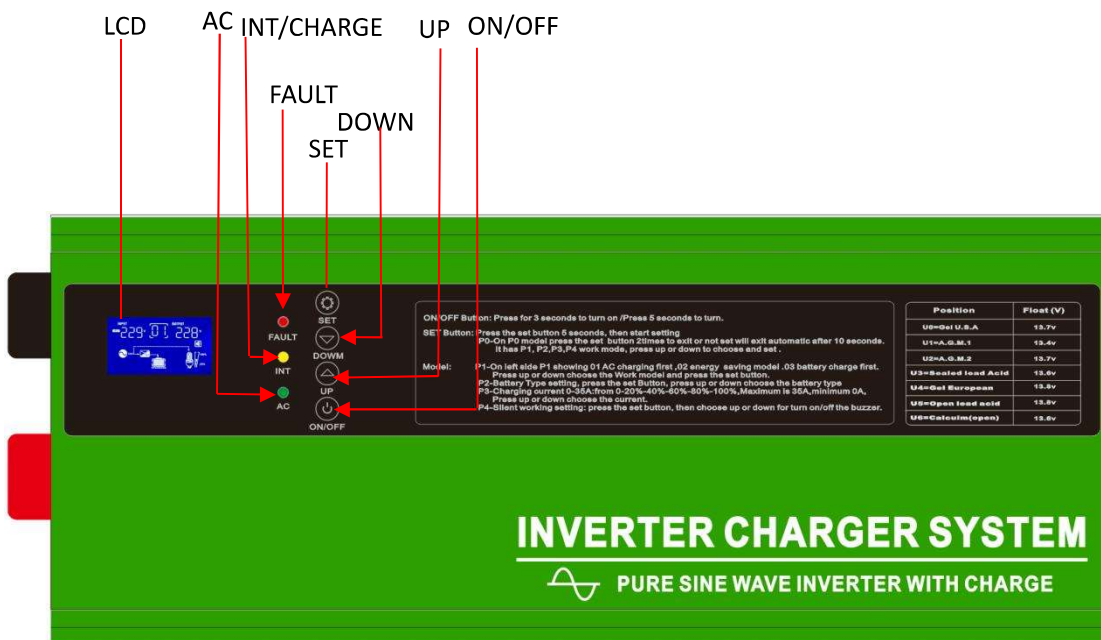 LCD
AC
INT/CHARGE
UP
ON/OFF
FAULT
DOWN
SET
229 01 228
SET
FAULT
DOWM
INT
UP
AC
ON/OFF
ON/OFF Button: Press for 3 seconds to turn on /Press 5 seconds to turn.
SET Button: Press the set button 5 seconds, then start setting
P0-On P0 model press the set button 2times to exit or not set will exit automatic after 10 seconds.
It has P1, P2,P3,P4 work mode, press up or down to choose and set .
Model: P1-On left side P1 showing 01 AC charging first ,02 energy saving model .03 battery charge first.
Press up or down choose the Work model and press the set button.
P2-Battery Type setting, press the set Button, press up or down choose the battery type
P3-Charging current 0-35A:from 0-20%-40%-60%-80%-100%,Maximum is 35A,minimum 0A,
Press up or down choose the current.
P4-Silent working setting: press the set button, then choose up or down for turn on/off the buzzer.
Position Float (V)
U0=Gel U.S.A 13.7v
U1=A.G.M.1 13.4v
U2=A.G.M.2 13.7v
U3=Sealed lead Acid 13.6v
U4=Gel European 13.8v
U5=Open lead acid 13.8v
U6=Calculm(open) 13.6v
INVERTER CHARGER SYSTEM
PURE SINE WAVE INVERTER WITH CHARGE